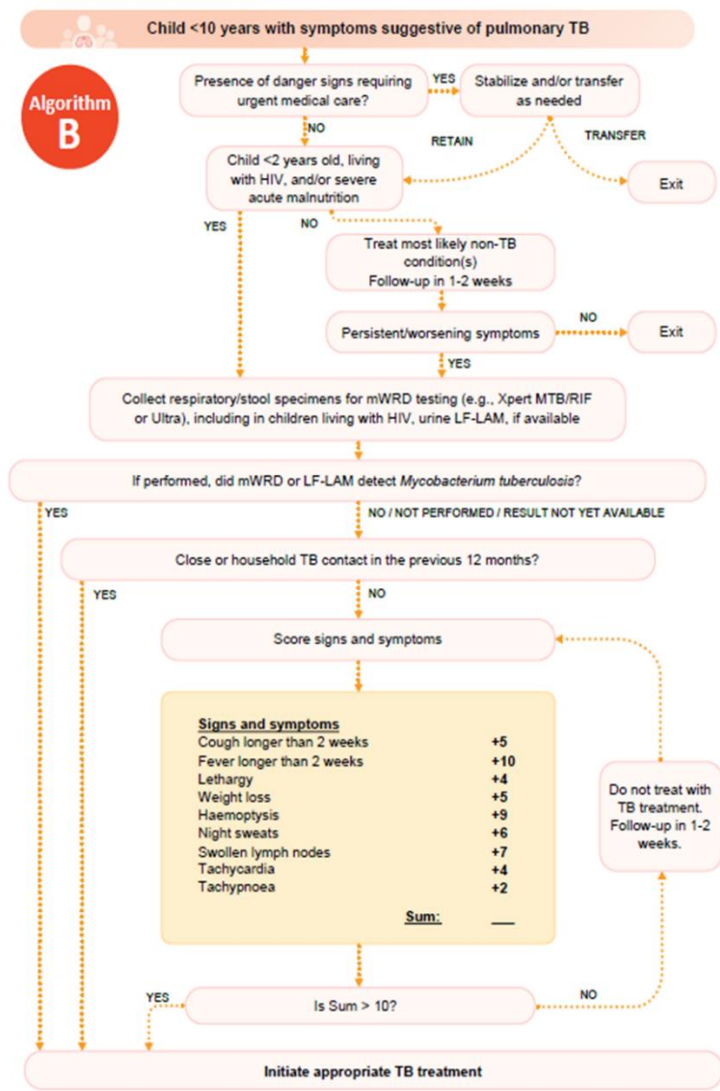 Child <10 years with symptoms suggestive of pulmonary TB
Algorithm
B
Presence of danger signs requiring
urgent medical care?
YES
Stabilize and/or transfer
as needed
NO
RETAIN
TRANSFER
Child <2 years old, living
with HIV, and/or severe
acute malnutrition
Exit
YES
NO
Treat most likely non-TB
condition(s)
Follow-up in 1-2 weeks
Persistent/worsening symptoms
NO
Exit
YES
Collect respiratory/stool specimens for mWRD testing (e.g., Xpert MTB/RIF
or Ultra), including in children living with HIV, urine LF-LAM, if available
If performed, did mWRD or LF-LAM detect Mycobacterium tuberculosis?
YES
NO / NOT PERFORMED / RESULT NOT YET AVAILABLE
Close or household TB contact in the previous 12 months?
YES
NO
Score signs and symptoms
Signs and symptoms
Cough longer than 2 weeks +5
Fever longer than 2 weeks +10
Lethargy +4
Weight loss +5
Haemoptysis +9
Night sweats +6
Swollen lymph nodes +7
Tachycardia +4
Tachypnoea +2
Sum: ___
Do not treat with
TB treatment.
Follow-up in 1-2
weeks.
YES
Is Sum > 10?
NO
Initiate appropriate TB treatment